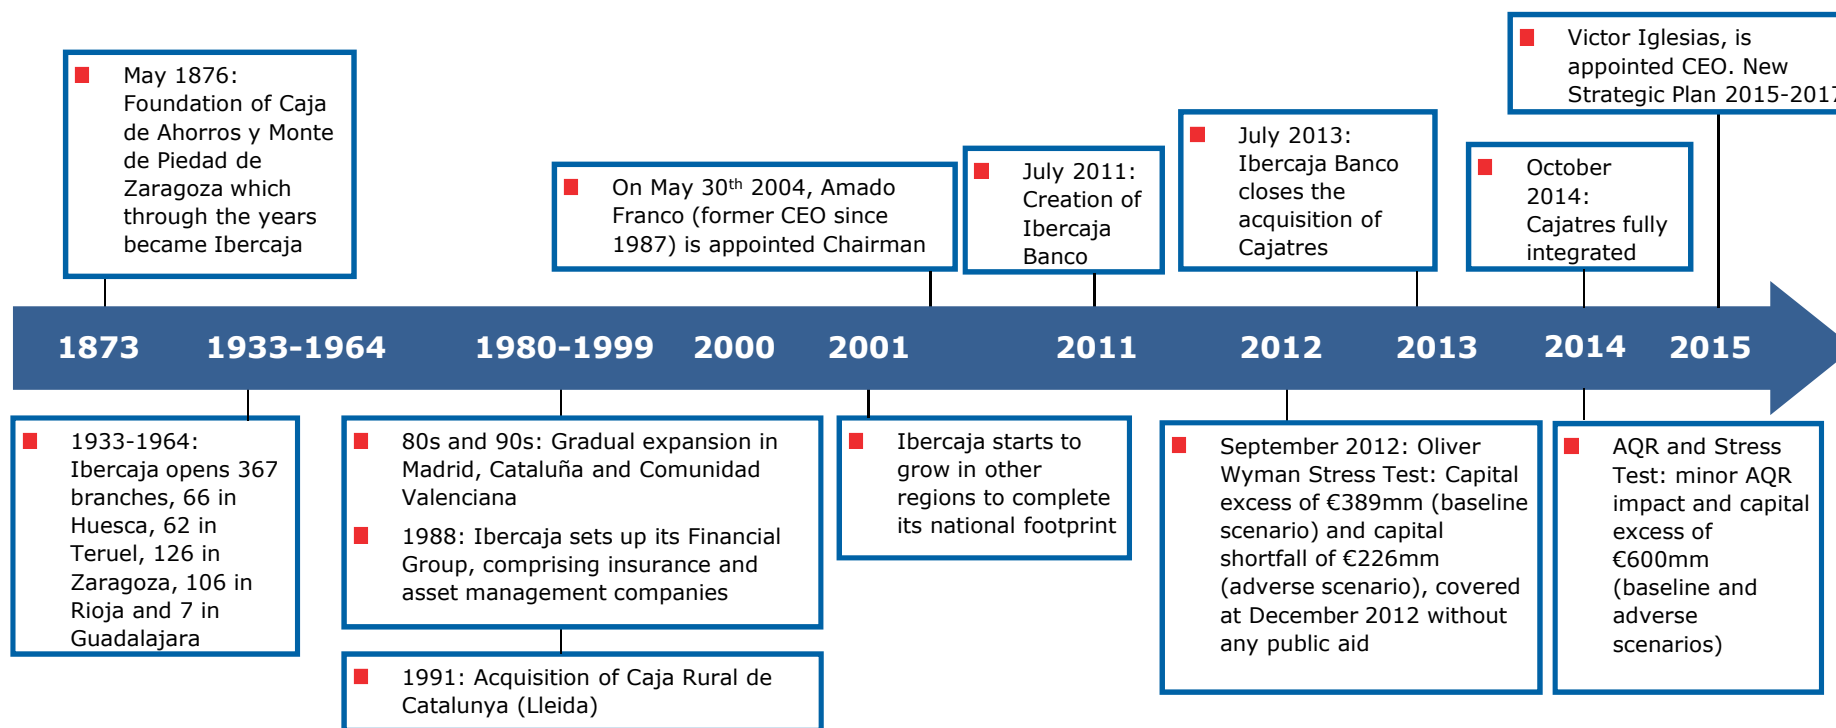 Victor Iglesias, is
appointed CEO. New
Strategic Plan 2015-2017
May 1876:
Foundation of Caja
de Ahorros y Monte
de Piedad de
Zaragoza which
through the years
became Ibercaja
On May 30th 2004, Amado
Franco (former CEO since
1987) is appointed Chairman
July 2011:
Creation of
Ibercaja
Banco
July 2013:
Ibercaja Banco
closes the
acquisition of
Cajatres
October
2014:
Cajatres fully
integrated
1873 1933-1964 1980-1999 2000 2001 2011 2012 2013 2014 2015
1933-1964:
Ibercaja opens 367
branches, 66 in
Huesca, 62 in
Teruel, 126 in
Zaragoza, 106 in
Rioja and 7 in
Guadalajara
80s and 90s: Gradual expansion in
Madrid, Cataluña and Comunidad
Valenciana
1988: Ibercaja sets up its Financial
Group, comprising insurance and
asset management companies
1991: Acquisition of Caja Rural de
Catalunya (Lleida)
Ibercaja starts to
grow in other
regions to complete
its national footprint
September 2012: Oliver
Wyman Stress Test: Capital
excess of €389mm (baseline
scenario) and capital
shortfall of €226mm
(adverse scenario), covered
at December 2012 without
any public aid
AQR and Stress
Test: minor AQR
impact and capital
excess of
€600mm
(baseline and
adverse
scenarios)